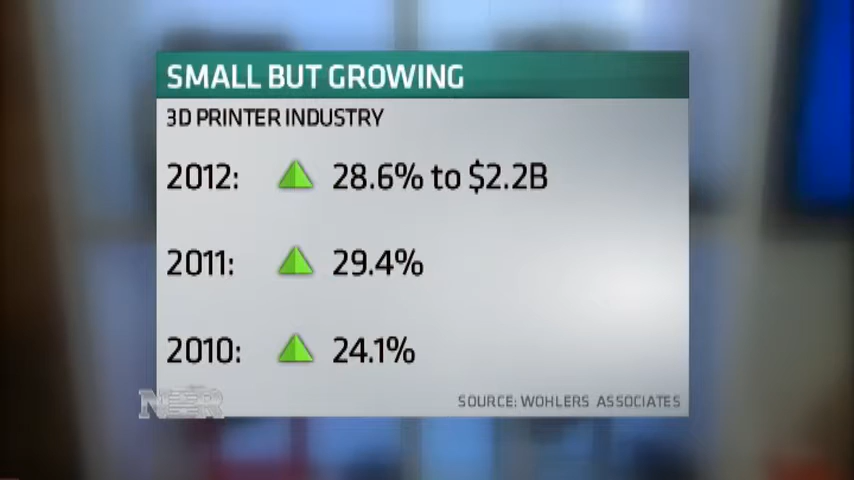 SMALL BUT GROWING
3D PRINTER INDUSTRY
2012: 28.6% to $2.2B
2011: 29.4%
2010: 24.1%
NBR
SOURCE: WOHLERS ASSOCIATES